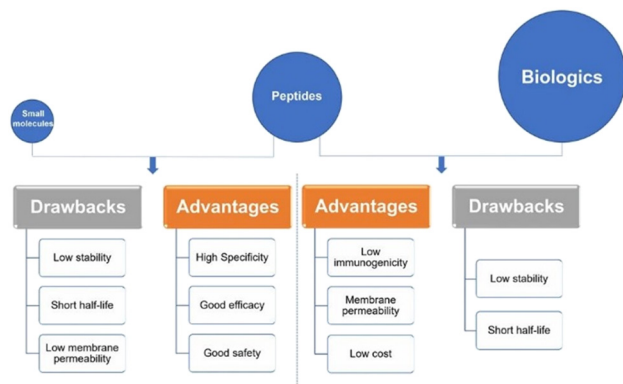 Small
molecules
Peptides
Biologics
Drawbacks
Low stability
Short half-life
Low membrane
permeability
Advantages
High Specificity
Good efficacy
Good safety
Advantages
Low
immunogenicity
Membrane
permeability
Low cost
Drawbacks
Low stability
Short half-life